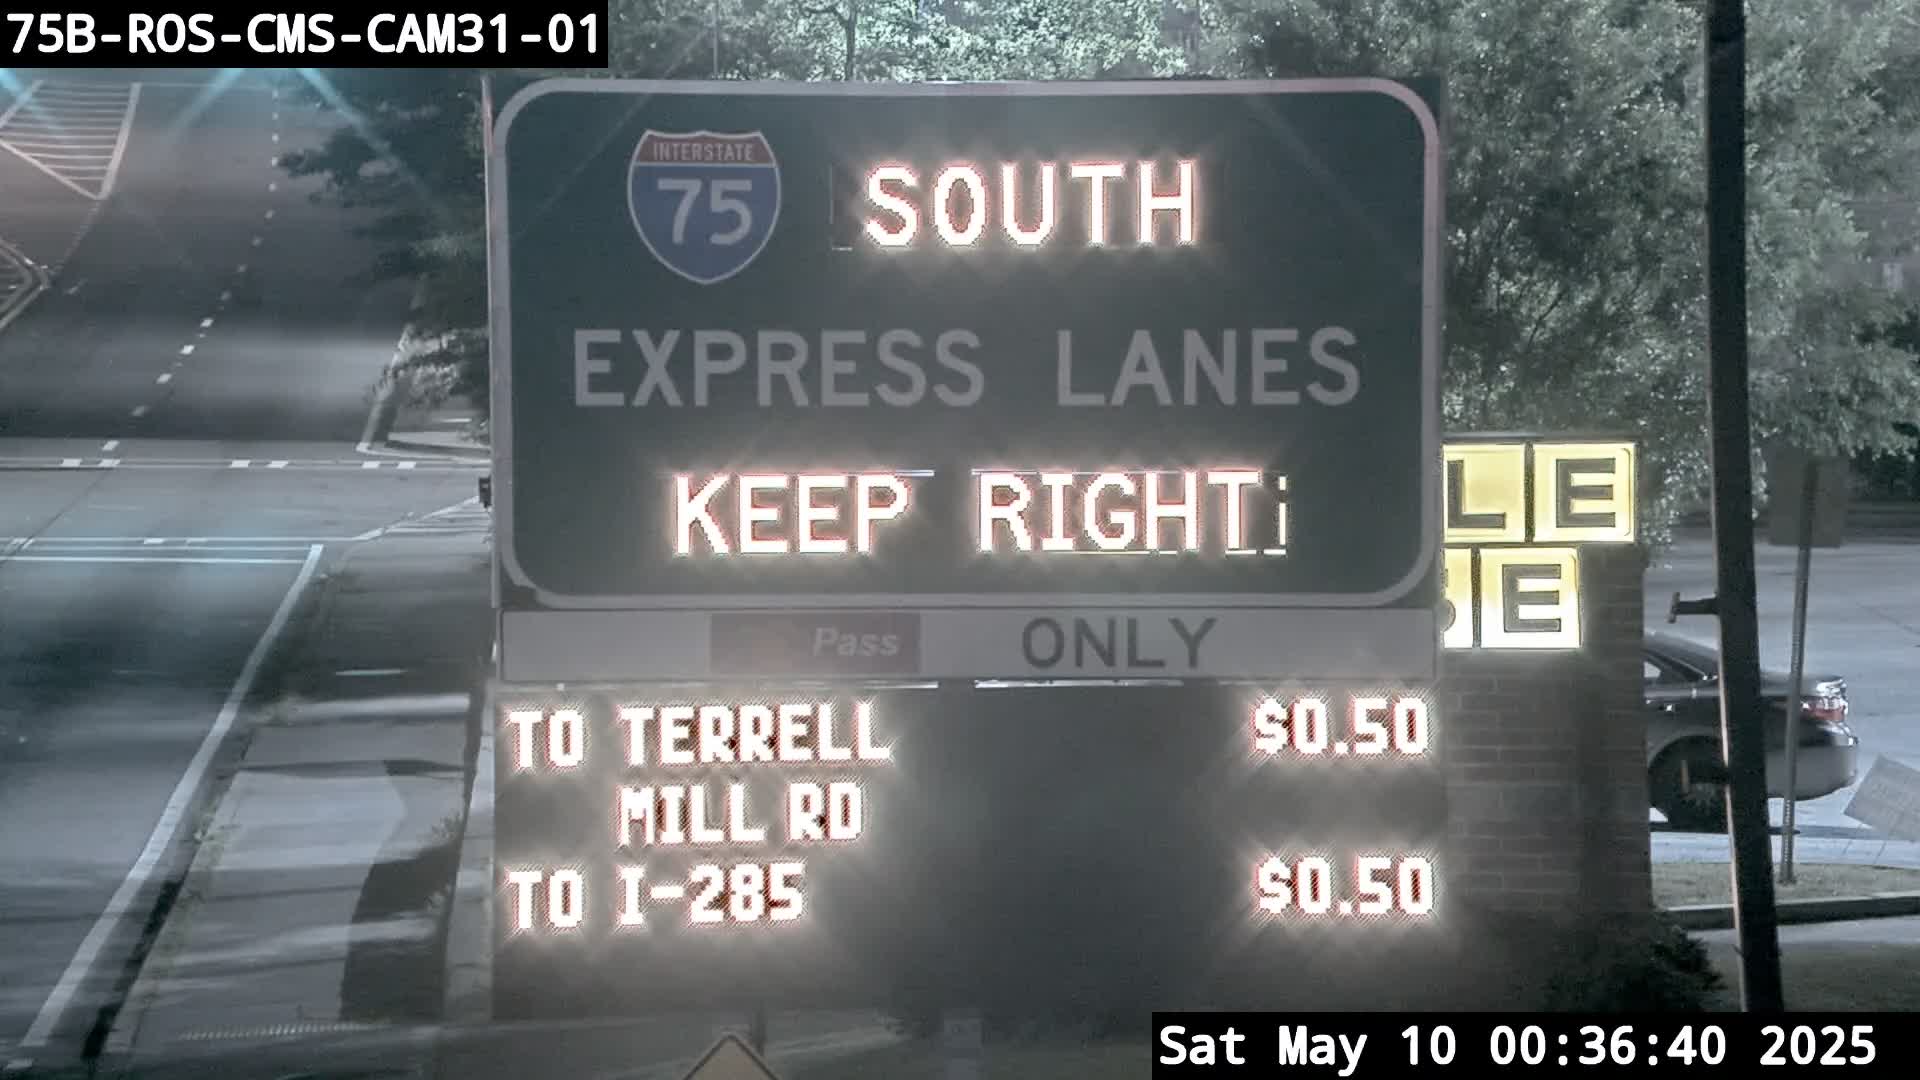 75B-ROS-CMS-CAM31-01
INTERSTATE
75
SOUTH
EXPRESS LANES
KEEP RIGHT
Pass ONLY
TO TERRELL $0.50
MILL RD
TO I-285 $0.50
LE
E
Sat May 10 00:36:40 2025